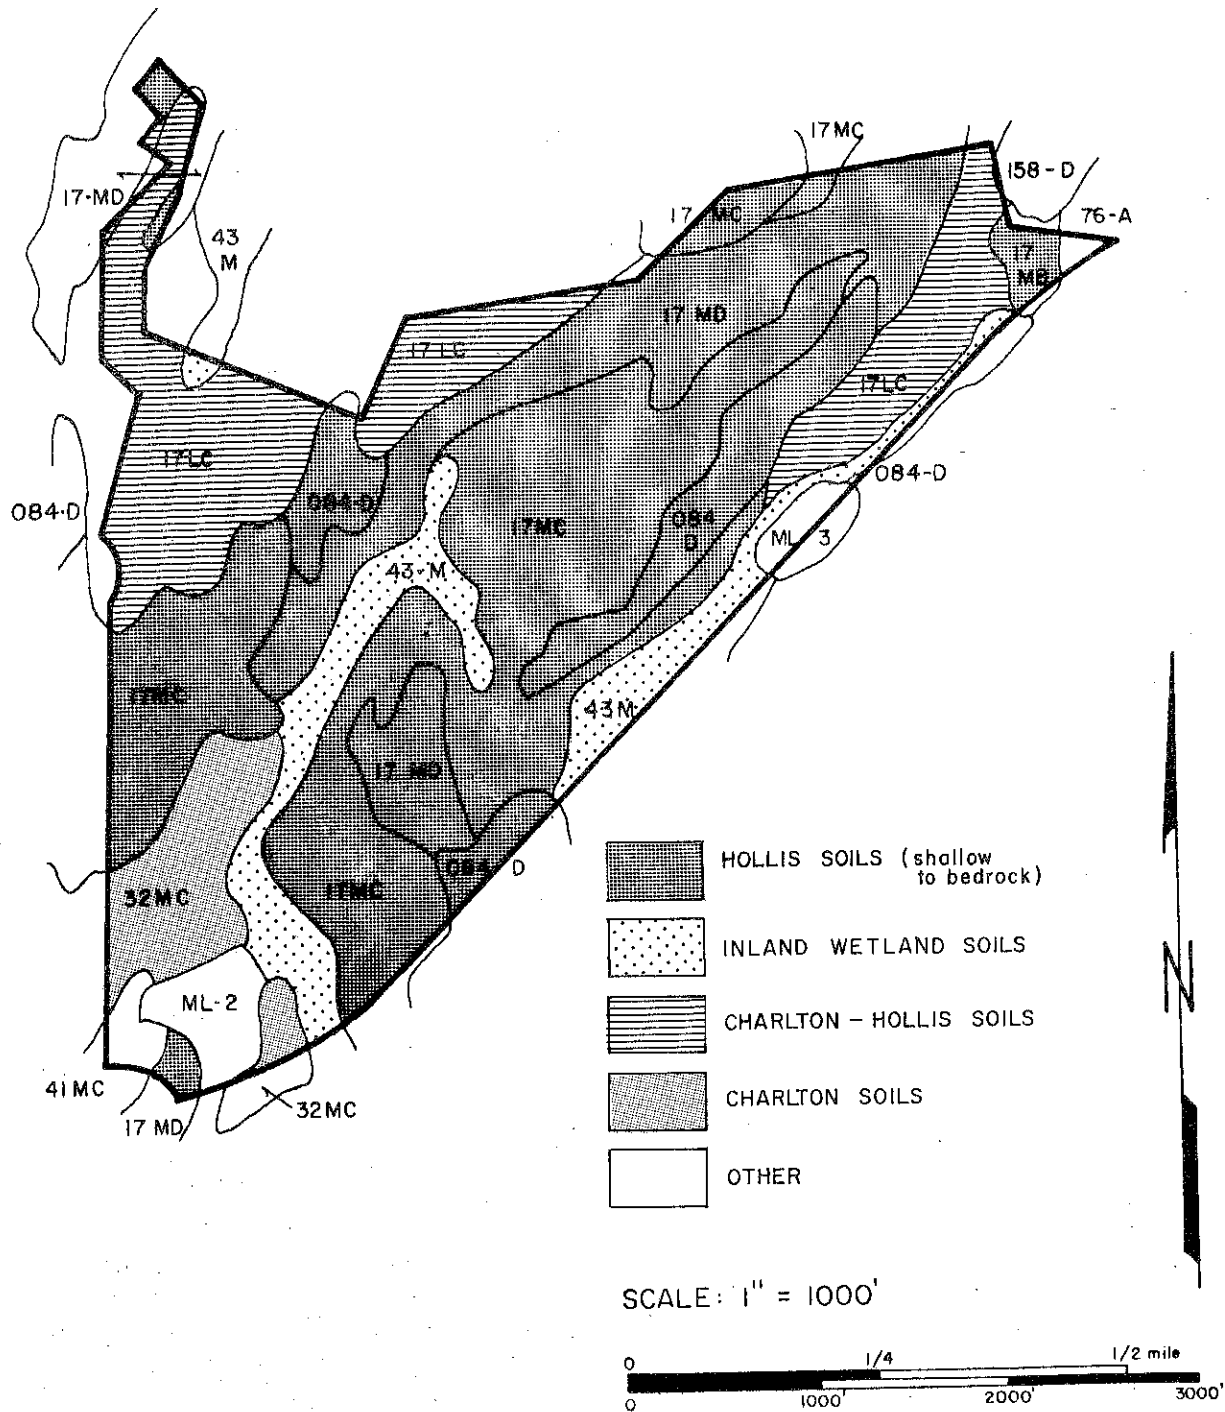 17MC
158-D
17-MD
76-A
17 MC
43
M
17
MB
17 MD
17 LC
17LC
17LC
084-D
084-D
084-D
17MC
084
D
ML 3
43-M
17MC
43M
17 MD
084-D
HOLLIS SOILS (shallow
to bedrock)
32MC
17MC
INLAND WETLAND SOILS
ML-2
CHARLTON - HOLLIS SOILS
41MC
32MC
17 MD
CHARLTON SOILS
OTHER
N
SCALE: 1" = 1000'
0 1/4 1/2 mile
0 1000' 2000' 3000'